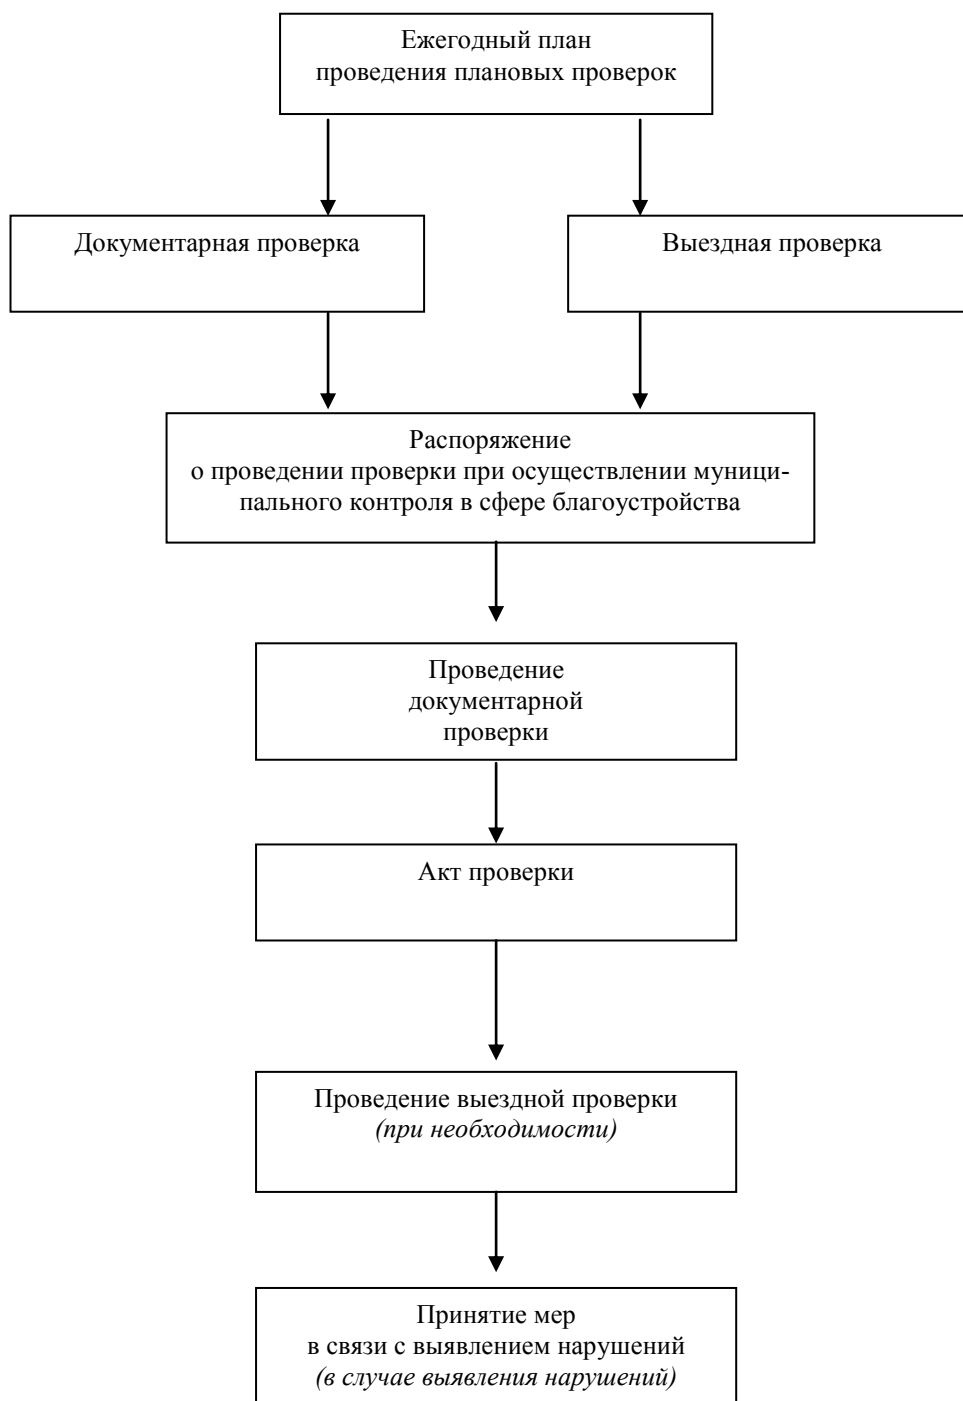 Ежегодный план
проведения плановых проверок
Документарная проверка
Выездная проверка
Распоряжение
о проведении проверки при осуществлении муници-
пального контроля в сфере благоустройства
Проведение
документарной
проверки
Акт проверки
Проведение выездной проверки
(при необходимости)
Принятие мер
в связи с выявлением нарушений
(в случае выявления нарушений)